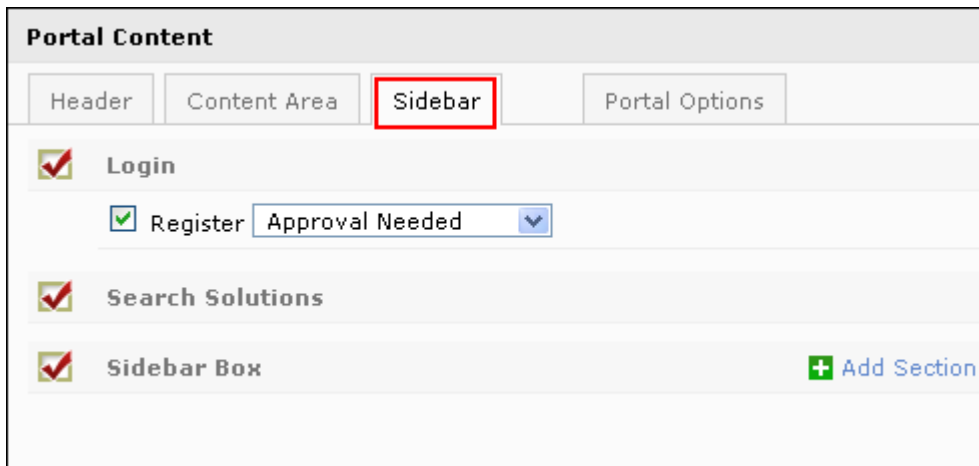 Portal Content
Header Content Area Sidebar Portal Options
Login
Register Approval Needed
Search Solutions
Sidebar Box Add Section